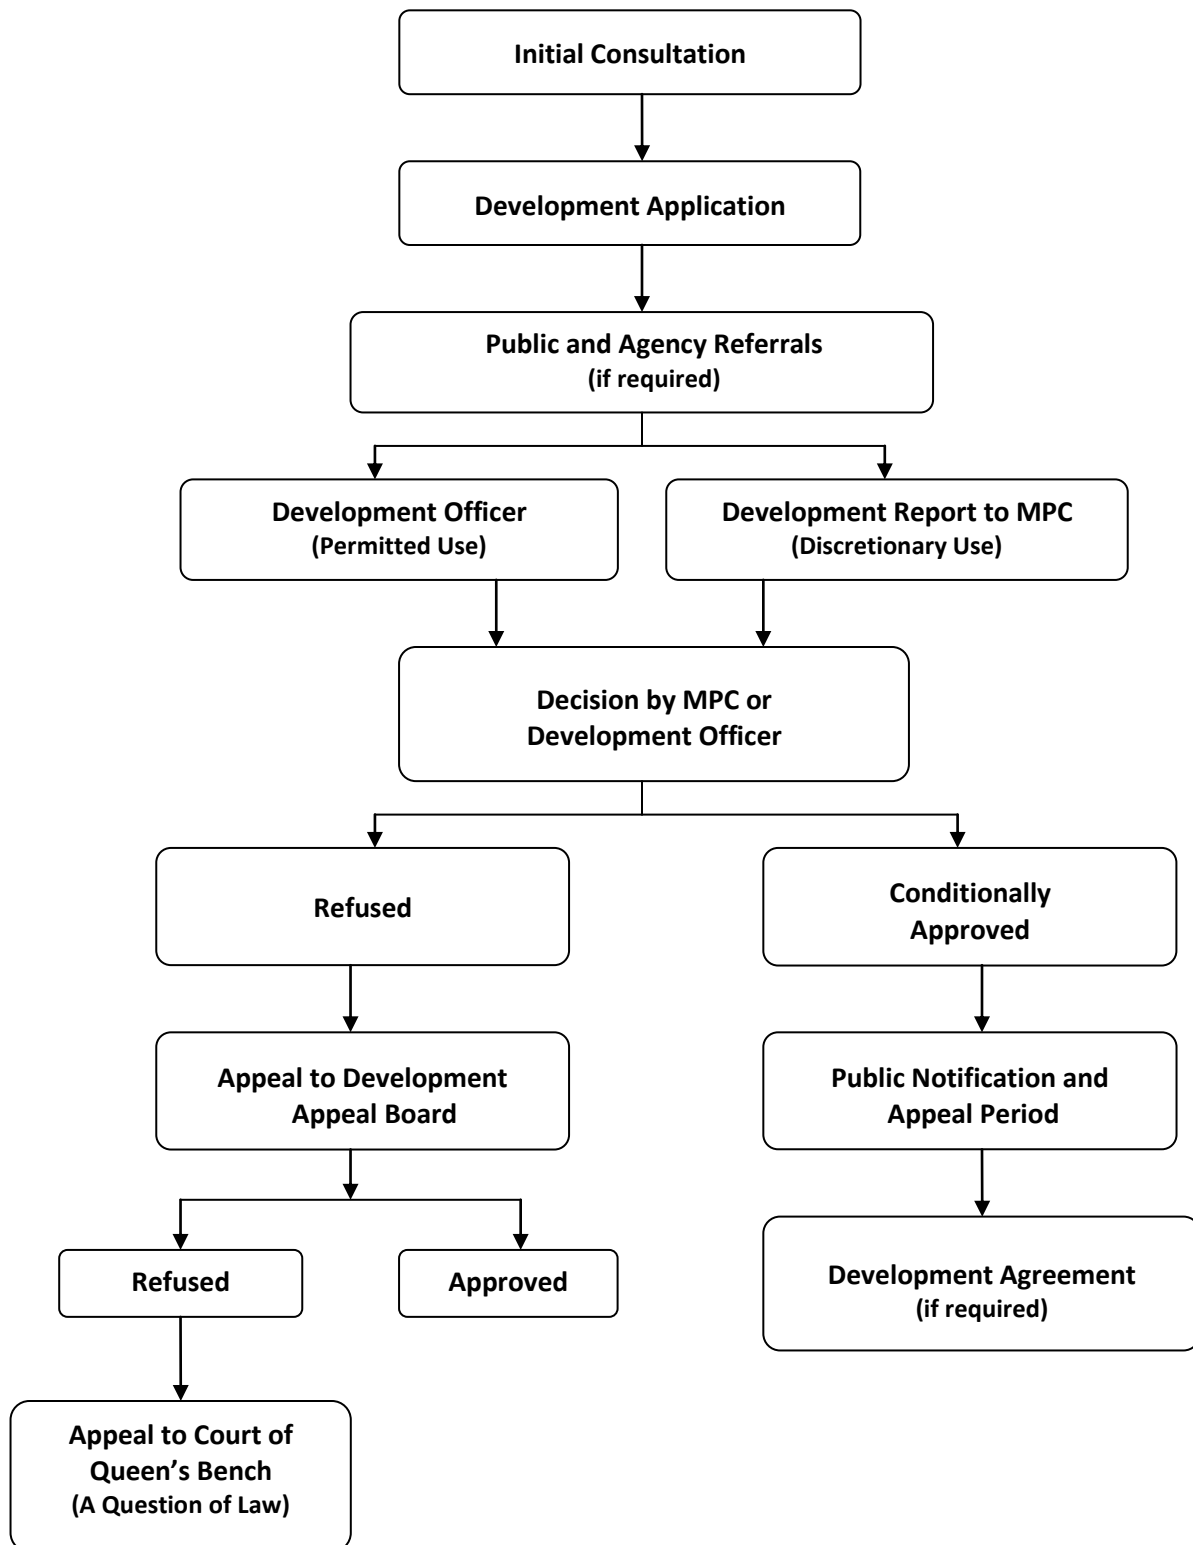 Initial Consultation
Development Application
Public and Agency Referrals
(if required)
Development Officer
(Permitted Use)
Development Report to MPC
(Discretionary Use)
Decision by MPC or
Development Officer
Refused
Conditionally
Approved
Appeal to Development
Appeal Board
Public Notification and
Appeal Period
Refused
Approved
Development Agreement
(if required)
Appeal to Court of
Queen’s Bench
(A Question of Law)